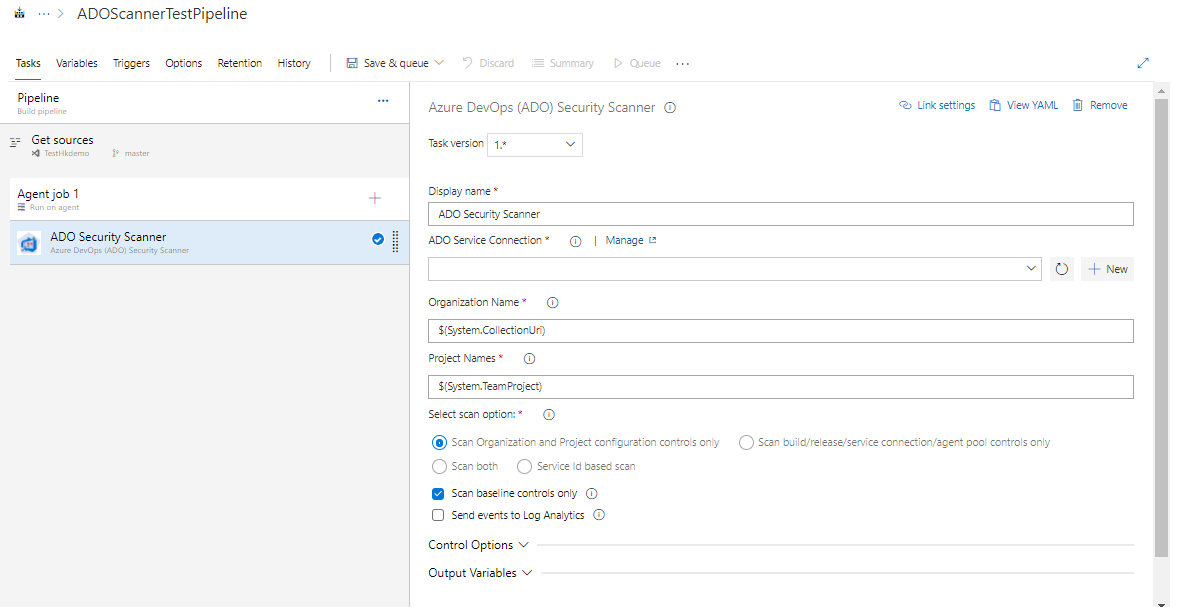 ADOScannerTestPipeline
Tasks Variables Triggers Options Retention History Save & queue Discard Summary Queue
Pipeline
Build pipeline
Get sources
TestHkdemo master
Agent job 1
Run on agent
ADO Security Scanner
Azure DevOps (ADO) Security Scanner
Azure DevOps (ADO) Security Scanner Link settings View YAML Remove
Task version 1.*
Display name *
ADO Security Scanner
ADO Service Connection * | Manage
New
Organization Name *
$(System.CollectionUri)
Project Names *
$(System.TeamProject)
Select scan option: *
Scan Organization and Project configuration controls only Scan build/release/service connection/agent pool controls only
Scan both Service Id based scan
Scan baseline controls only
Send events to Log Analytics
Control Options
Output Variables